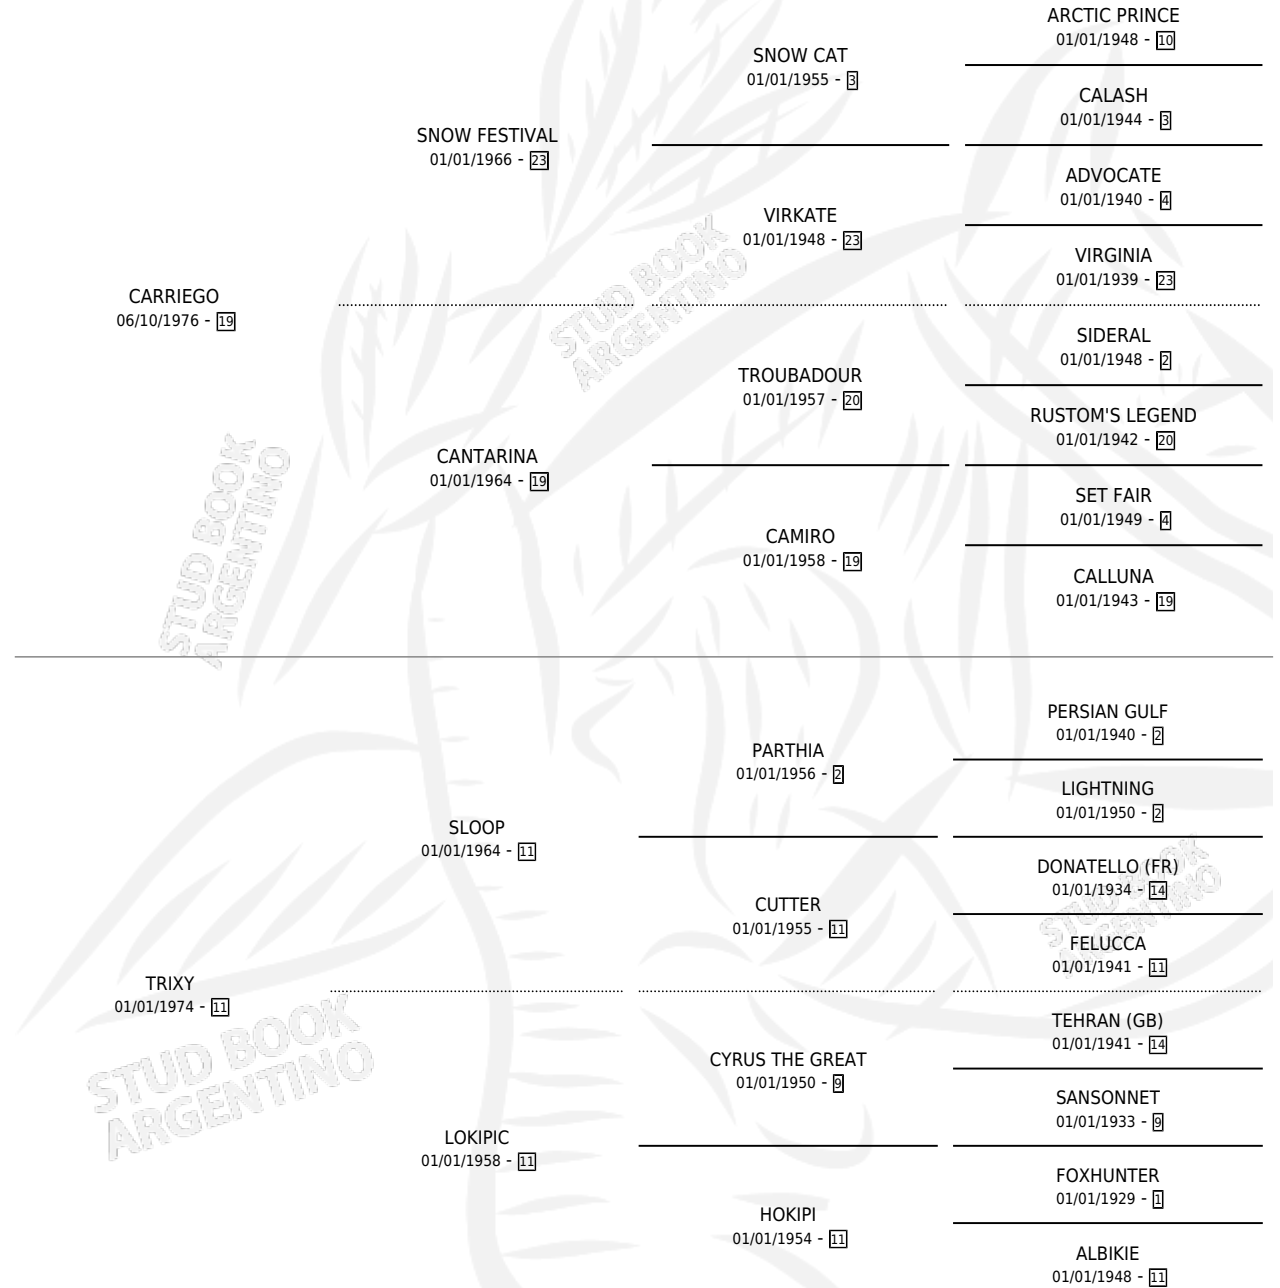 ARCTIC PRINCE
01/01/1948 - 10
SNOW CAT
01/01/1955 - 3
CALASH
01/01/1944 - 3
SNOW FESTIVAL
01/01/1966 - 23
ADVOCATE
01/01/1940 - 4
VIRKATE
01/01/1948 - 23
VIRGINIA
01/01/1939 - 23
STUD BOOK
ARGENTINO
CARRIEGO
06/10/1976 - 19
SIDERAL
01/01/1948 - 2
TROUBADOUR
01/01/1957 - 20
RUSTOM'S LEGEND
01/01/1942 - 20
CANTARINA
01/01/1964 - 19
SET FAIR
01/01/1949 - 4
CAMIRO
01/01/1958 - 19
CALLUNA
01/01/1943 - 19
STUD BOOK
ARGENTINO
PERSIAN GULF
01/01/1940 - 2
PARTHIA
01/01/1956 - 2
LIGHTNING
01/01/1950 - 2
SLOOP
01/01/1964 - 11
DONATELLO (FR)
01/01/1934 - 14
CUTTER
01/01/1955 - 11
FELUCCA
01/01/1941 - 11
STUD BOOK
ARGENTINO
TRIXY
01/01/1974 - 11
TEHRAN (GB)
01/01/1941 - 14
CYRUS THE GREAT
01/01/1950 - 9
SANSONNET
01/01/1933 - 9
STUD BOOK
ARGENTINO
LOKIPIC
01/01/1958 - 11
FOXHUNTER
01/01/1929 - 1
HOKIPI
01/01/1954 - 11
ALBIKIE
01/01/1948 - 11